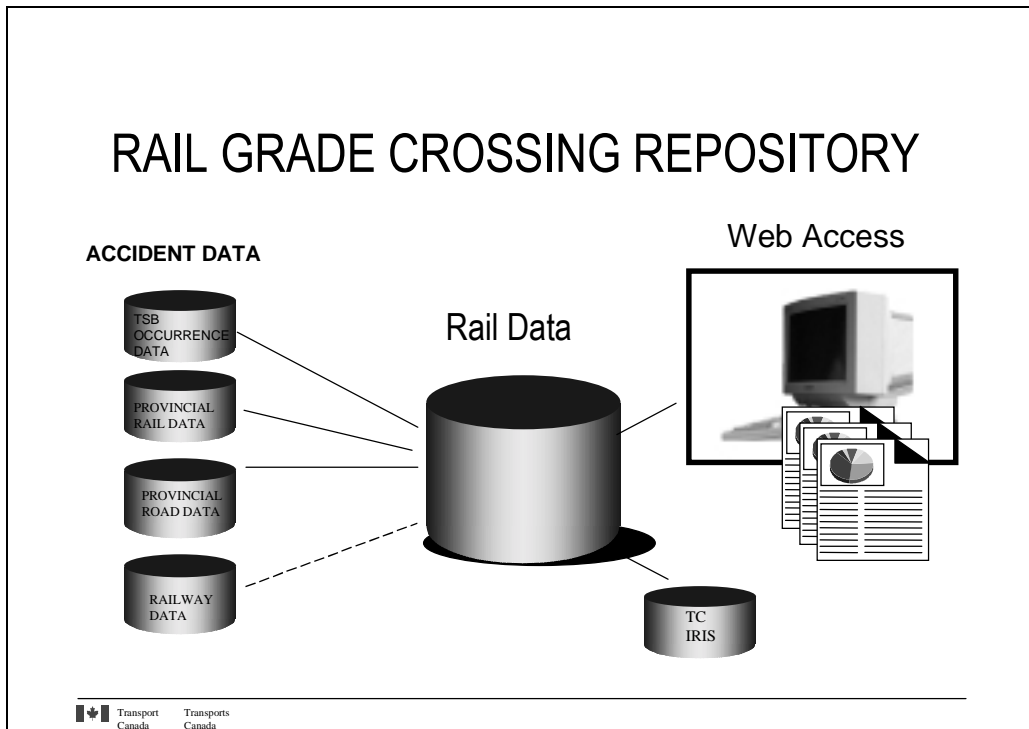 RAIL GRADE CROSSING REPOSITORY
ACCIDENT DATA
TSB
OCCURRENCE
DATA
PROVINCIAL
RAIL DATA
PROVINCIAL
ROAD DATA
RAILWAY
DATA
Rail Data
Web Access
TC
IRIS
Transport Transports
Canada Canada